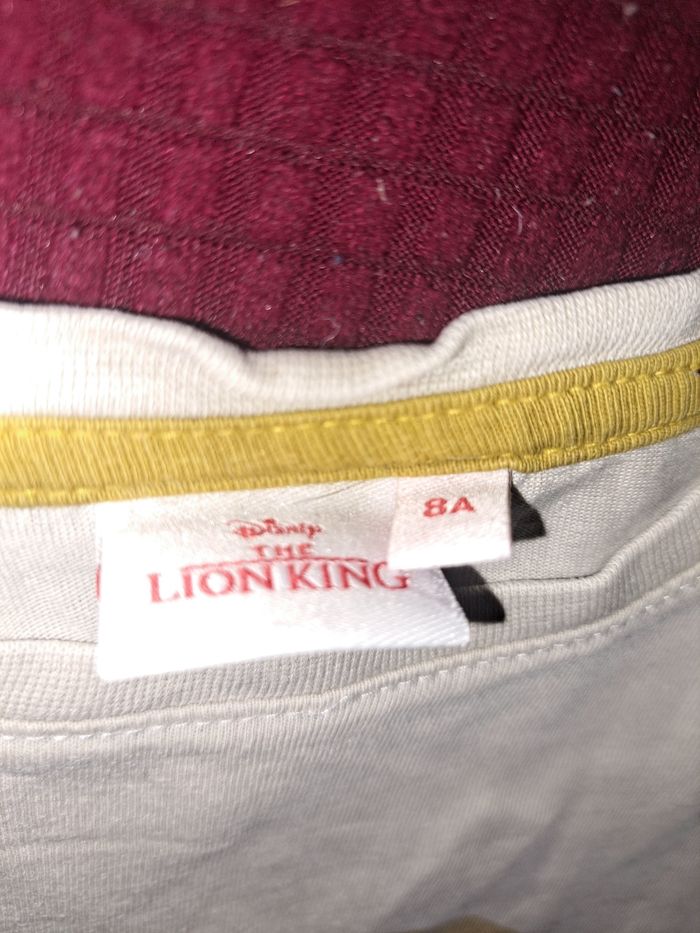 Disney
THE
LION KING
8A